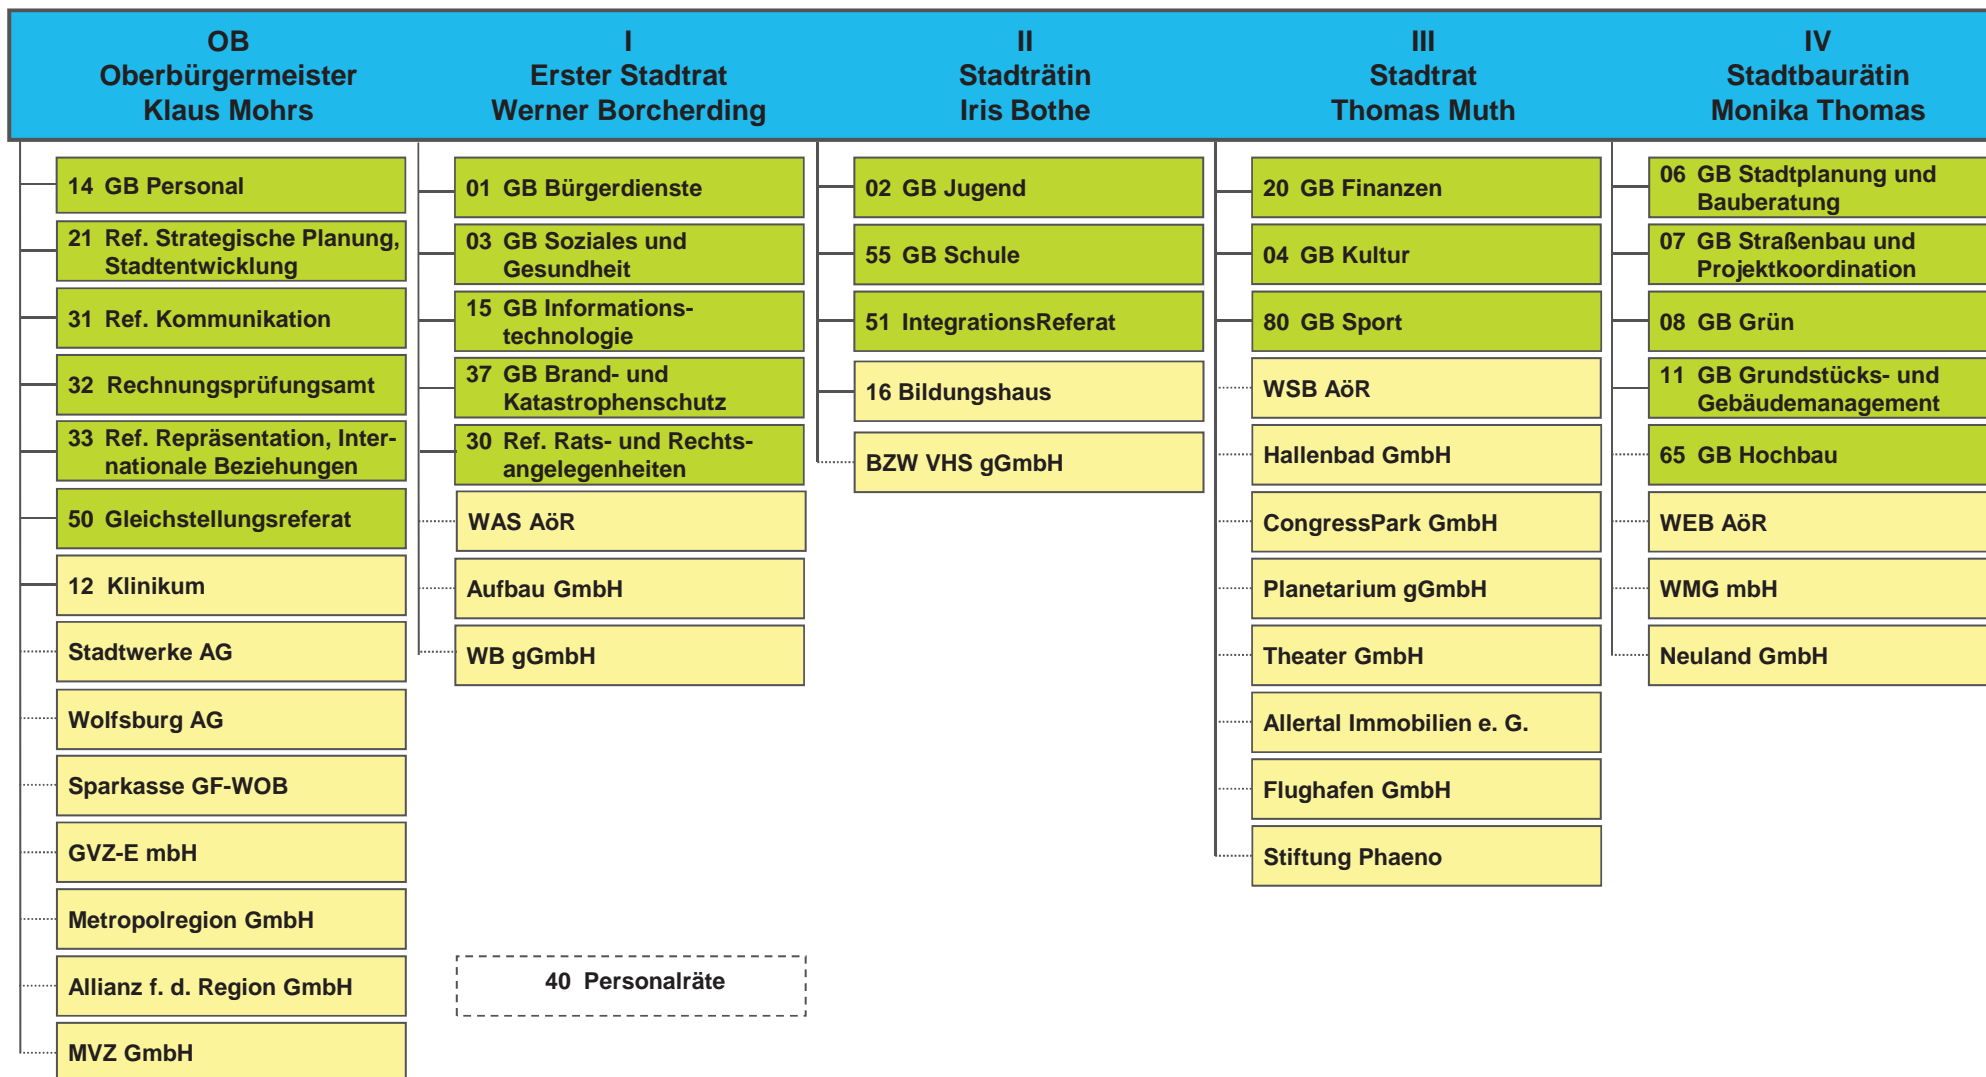 OB
Oberbürgermeister
Klaus Mohrs
14 GB Personal
21 Ref. Strategische Planung,
Stadtentwicklung
31 Ref. Kommunikation
32 Rechnungsprüfungsamt
33 Ref. Repräsentation, Inter-
nationale Beziehungen
50 Gleichstellungsreferat
12 Klinikum
Stadtwerke AG
Wolfsburg AG
Sparkasse GF-WOB
GVZ-E mbH
Metropolregion GmbH
Allianz f. d. Region GmbH
MVZ GmbH
I
Erster Stadtrat
Werner Borcherding
01 GB Bürgerdienste
03 GB Soziales und
Gesundheit
15 GB Informations-
technologie
37 GB Brand- und
Katastrophenschutz
30 Ref. Rats- und Rechts-
angelegenheiten
WAS AöR
Aufbau GmbH
WB gGmbH
40 Personalräte
II
Stadträtin
Iris Bothe
02 GB Jugend
55 GB Schule
51 IntegrationsReferat
16 Bildungshaus
BZW VHS gGmbH
III
Stadtrat
Thomas Muth
20 GB Finanzen
04 GB Kultur
80 GB Sport
WSB AöR
Hallenbad GmbH
CongressPark GmbH
Planetarium gGmbH
Theater GmbH
Allertal Immobilien e. G.
Flughafen GmbH
Stiftung Phaeno
IV
Stadtbaurätin
Monika Thomas
06 GB Stadtplanung und
Bauberatung
07 GB Straßenbau und
Projektkoordination
08 GB Grün
11 GB Grundstücks- und
Gebäudemanagement
65 GB Hochbau
WEB AöR
WMG mbH
Neuland GmbH